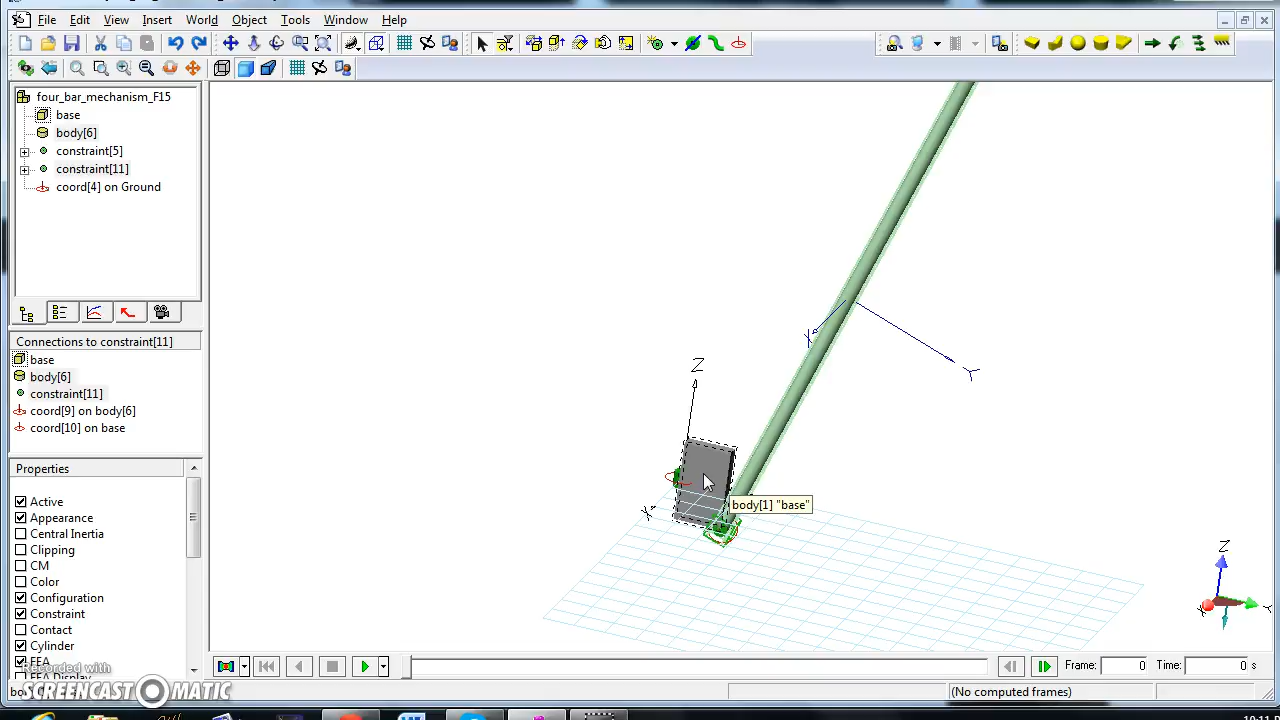 File Edit View Insert World Object Tools Window Help
four_bar_mechanism_F15
base
body[6]
constraint[5]
constraint[11]
coord[4] on Ground
Connections to constraint[11]
base
body[6]
constraint[11]
coord[9] on body[6]
coord[10] on base
Properties
Active
Appearance
Central Inertia
Clipping
CM
Color
Configuration
Constraint
Contact
Cylinder
FEA
Recorded with
SCREENCAST MATIC
Z
X
Y
X
body[1] "base"
Z
X
Y
Frame: 0 Time: 0 s
(No computed frames)